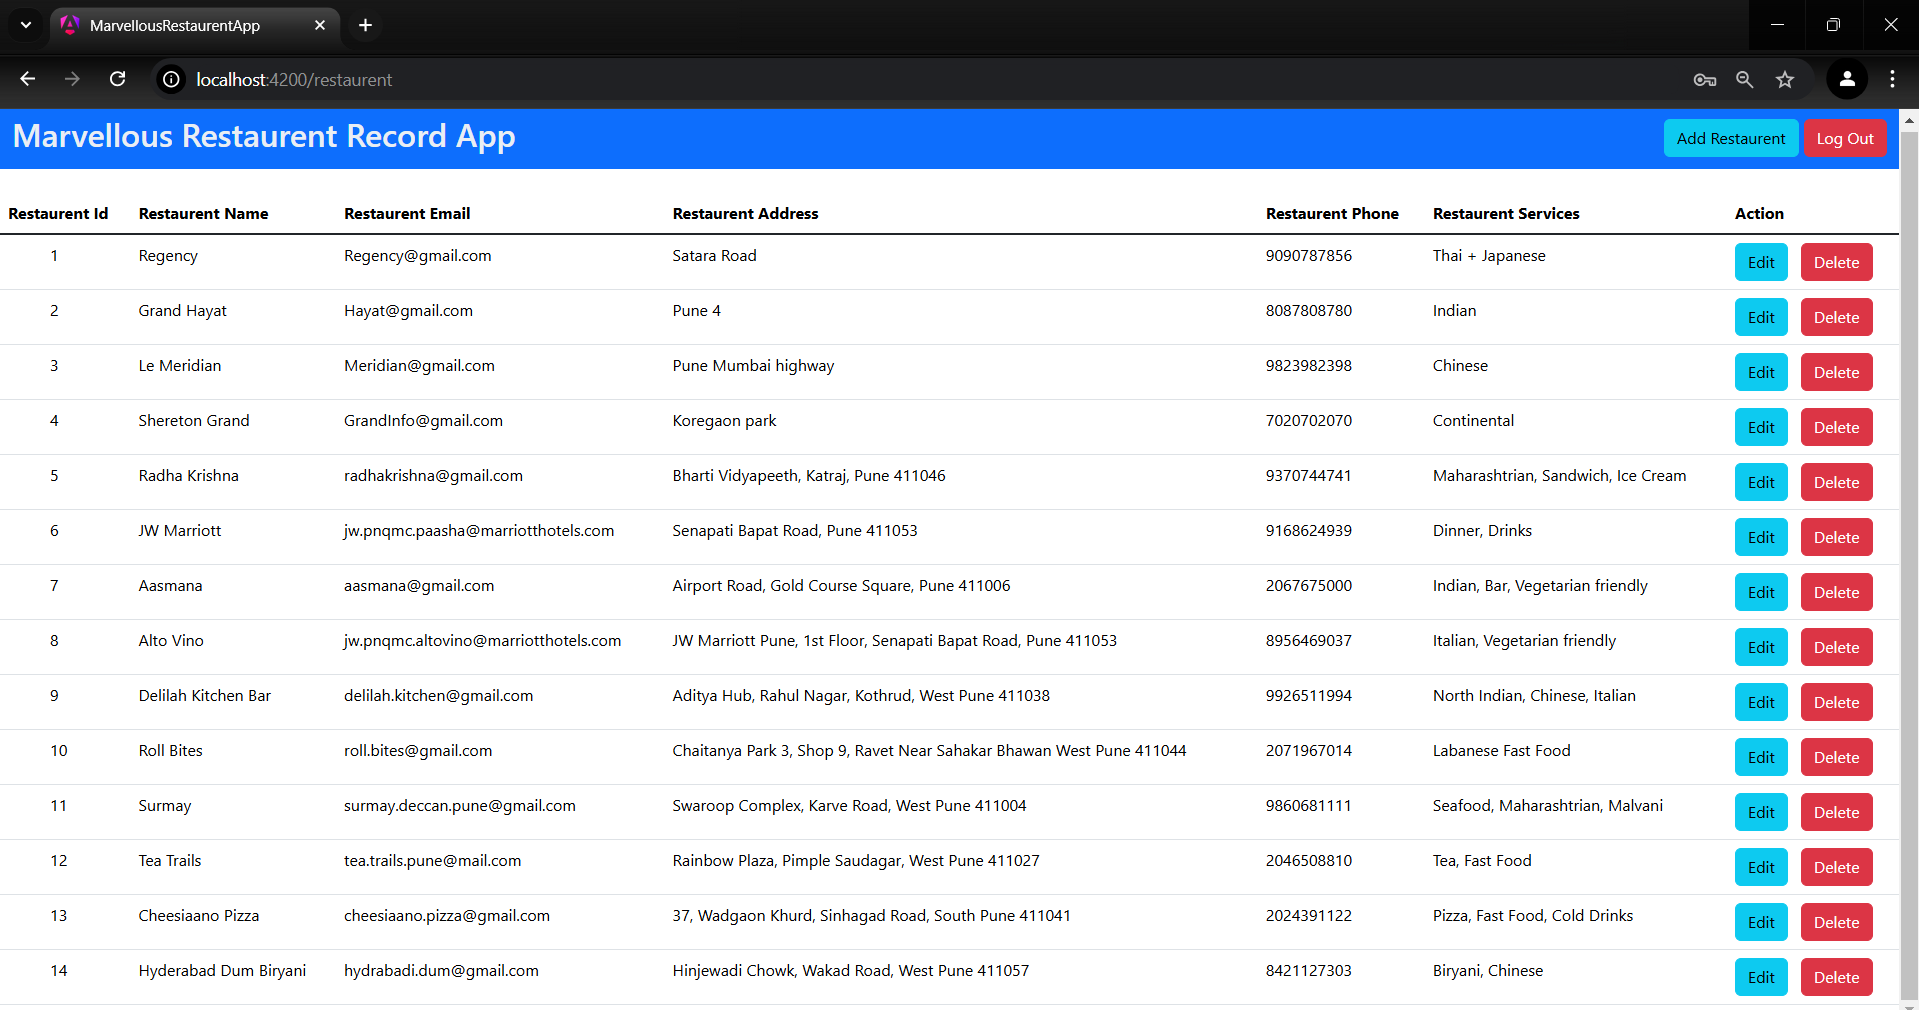 MarvellousRestaurentApp
localhost:4200/restaurent
Marvellous Restaurent Record App Add Restaurent Log Out
Restaurent Id Restaurent Name Restaurent Email Restaurent Address Restaurent Phone Restaurent Services Action
1 Regency Regency@gmail.com Satara Road 9090787856 Thai + Japanese Edit Delete
2 Grand Hayat Hayat@gmail.com Pune 4 8087808780 Indian Edit Delete
3 Le Meridian Meridian@gmail.com Pune Mumbai highway 9823982398 Chinese Edit Delete
4 Shereton Grand GrandInfo@gmail.com Koregaon park 7020702070 Continental Edit Delete
5 Radha Krishna radhakrishna@gmail.com Bharti Vidyapeeth, Katraj, Pune 411046 9370744741 Maharashtrian, Sandwich, Ice Cream Edit Delete
6 JW Marriott jw.pnqmc.paasha@marriotthotels.com Senapati Bapat Road, Pune 411053 9168624939 Dinner, Drinks Edit Delete
7 Aasmana aasmana@gmail.com Airport Road, Gold Course Square, Pune 411006 2067675000 Indian, Bar, Vegetarian friendly Edit Delete
8 Alto Vino jw.pnqmc.altovino@marriotthotels.com JW Marriott Pune, 1st Floor, Senapati Bapat Road, Pune 411053 8956469037 Italian, Vegetarian friendly Edit Delete
9 Delilah Kitchen Bar delilah.kitchen@gmail.com Aditya Hub, Rahul Nagar, Kothrud, West Pune 411038 9926511994 North Indian, Chinese, Italian Edit Delete
10 Roll Bites roll.bites@gmail.com Chaitanya Park 3, Shop 9, Ravet Near Sahakar Bhawan West Pune 411044 2071967014 Labanese Fast Food Edit Delete
11 Surmay surmay.deccan.pune@gmail.com Swaroop Complex, Karve Road, West Pune 411004 9860681111 Seafood, Maharashtrian, Malvani Edit Delete
12 Tea Trails tea.trails.pune@mail.com Rainbow Plaza, Pimple Saudagar, West Pune 411027 2046508810 Tea, Fast Food Edit Delete
13 Cheesiaano Pizza cheesiaano.pizza@gmail.com 37, Wadgaon Khurd, Sinhagad Road, South Pune 411041 2024391122 Pizza, Fast Food, Cold Drinks Edit Delete
14 Hyderabad Dum Biryani hydrabadi.dum@gmail.com Hinjewadi Chowk, Wakad Road, West Pune 411057 8421127303 Biryani, Chinese Edit Delete